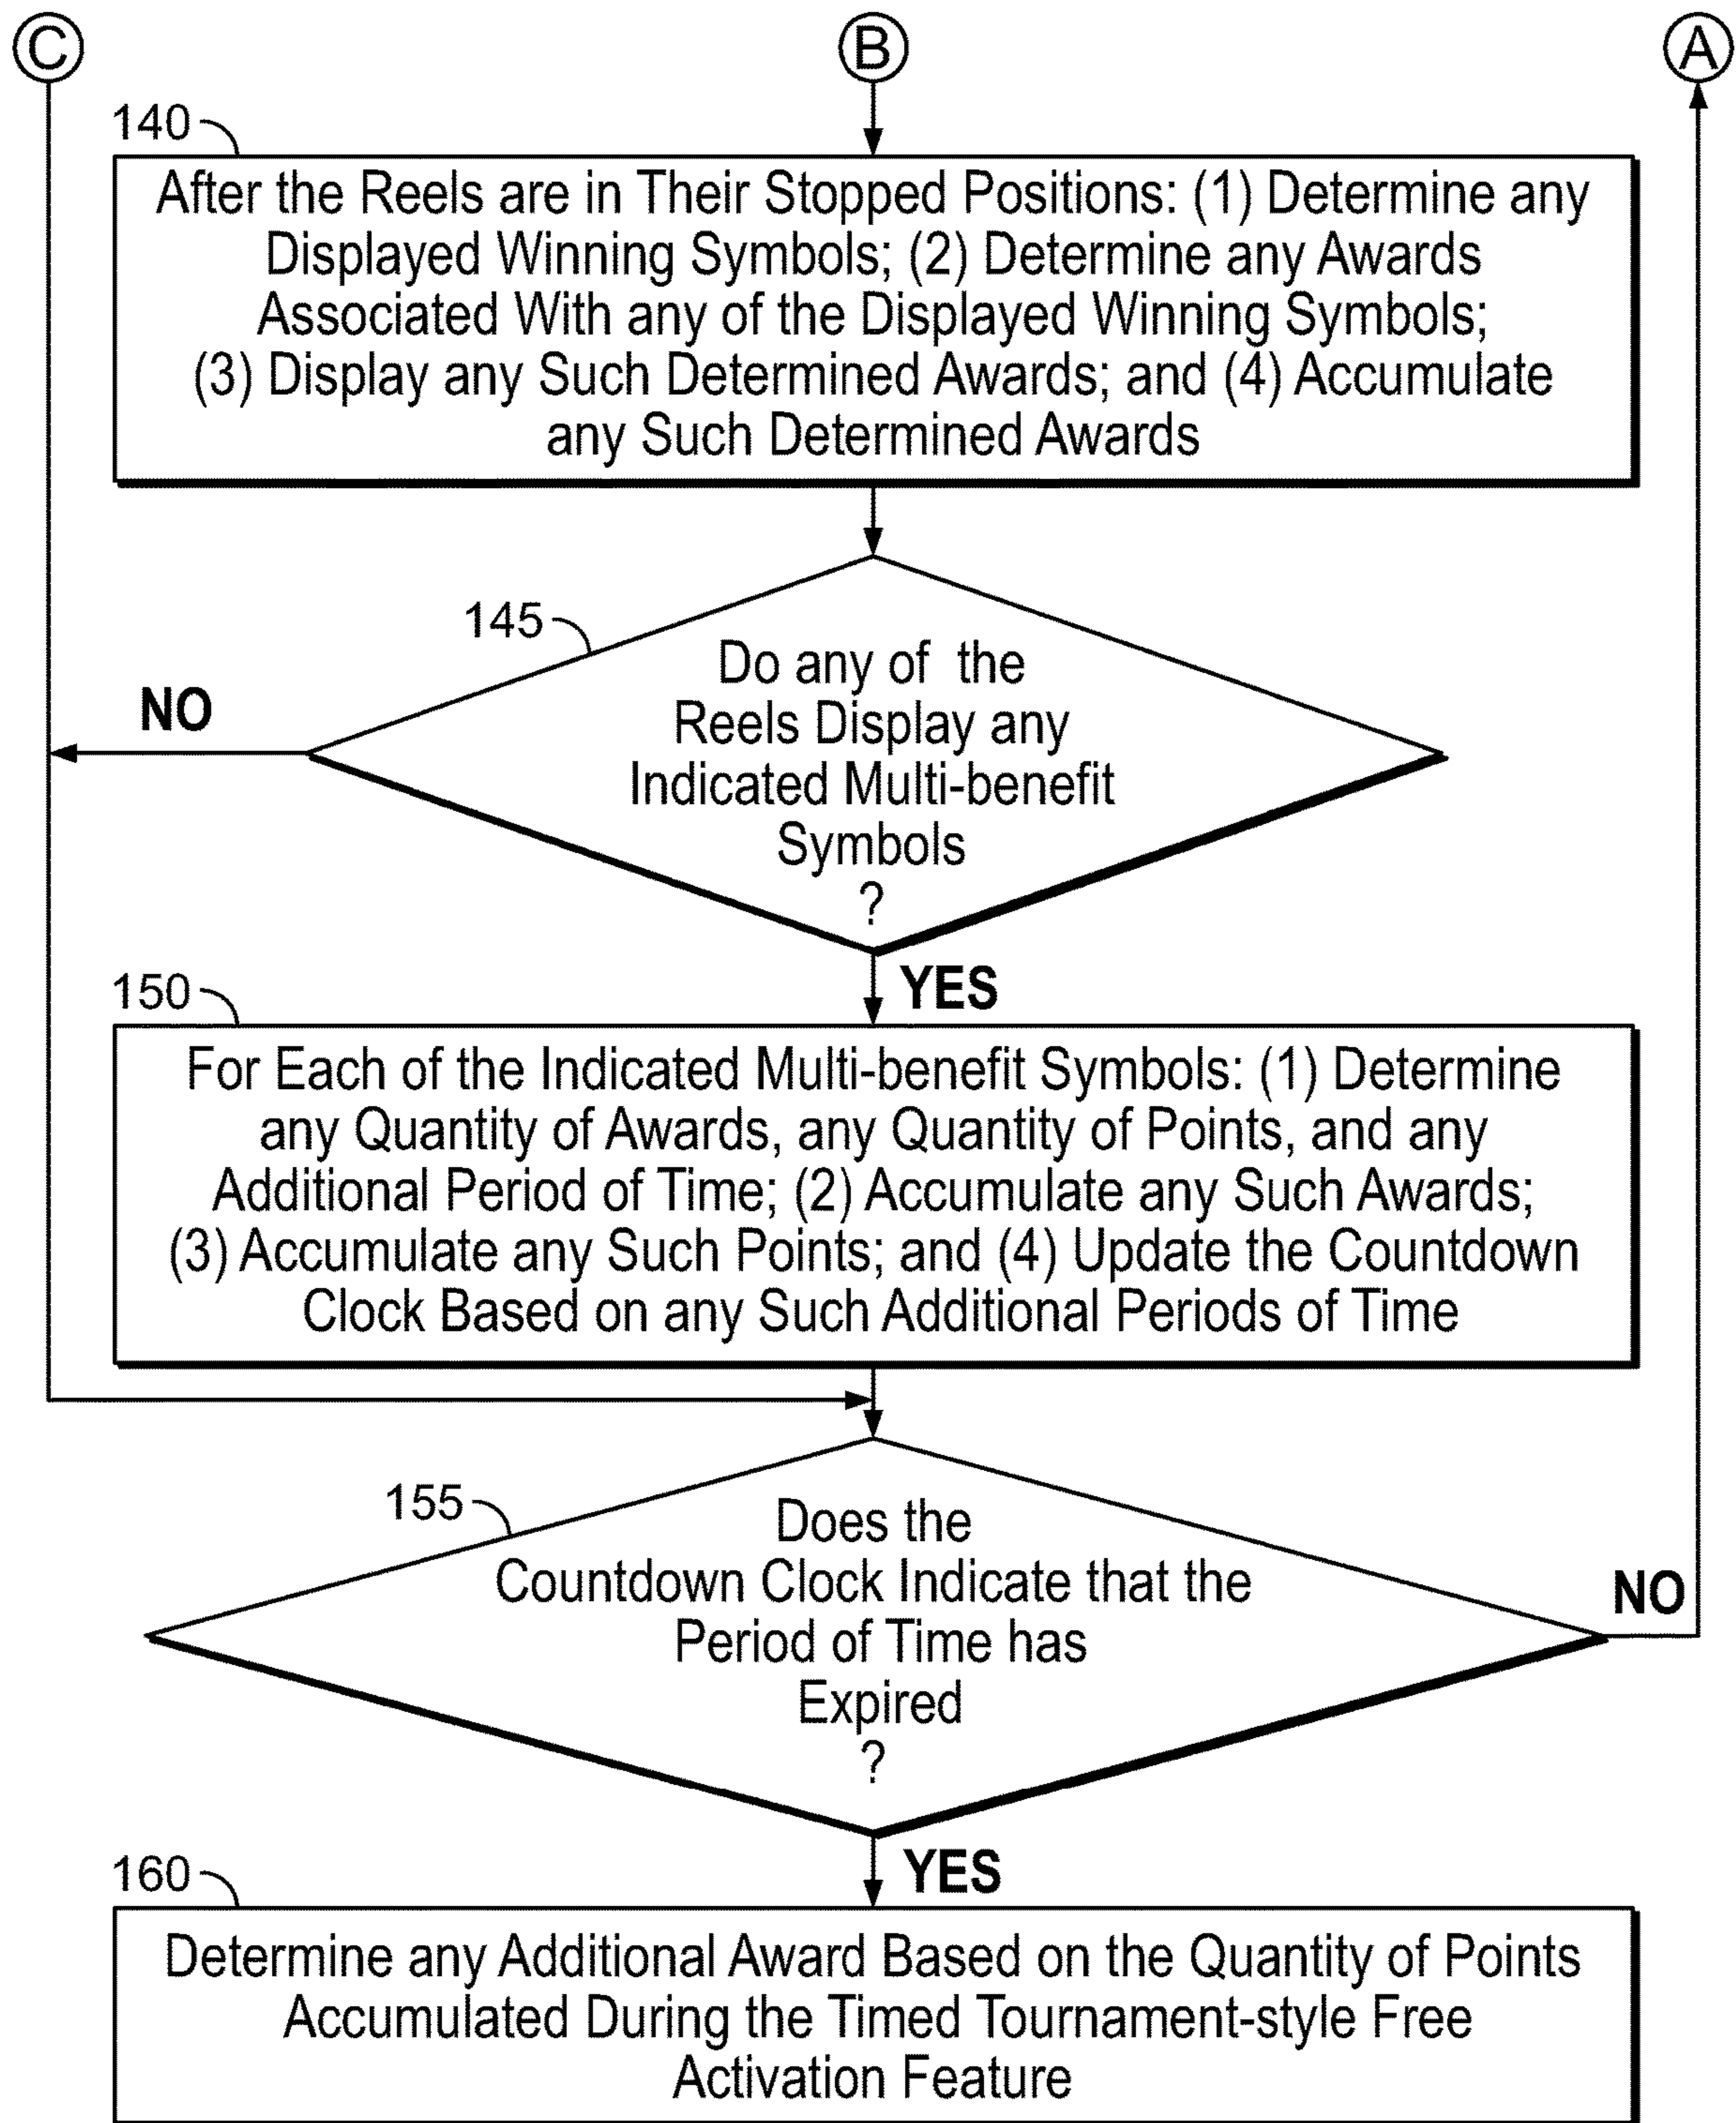 C
B
A
140
After the Reels are in Their Stopped Positions: (1) Determine any
Displayed Winning Symbols; (2) Determine any Awards
Associated With any of the Displayed Winning Symbols;
(3) Display any Such Determined Awards; and (4) Accumulate
any Such Determined Awards
145
Do any of the
Reels Display any
Indicated Multi-benefit
Symbols
?
NO
YES
150
For Each of the Indicated Multi-benefit Symbols: (1) Determine
any Quantity of Awards, any Quantity of Points, and any
Additional Period of Time; (2) Accumulate any Such Awards;
(3) Accumulate any Such Points; and (4) Update the Countdown
Clock Based on any Such Additional Periods of Time
155
Does the
Countdown Clock Indicate that the
Period of Time has
Expired
?
NO
YES
160
Determine any Additional Award Based on the Quantity of Points
Accumulated During the Timed Tournament-style Free
Activation Feature